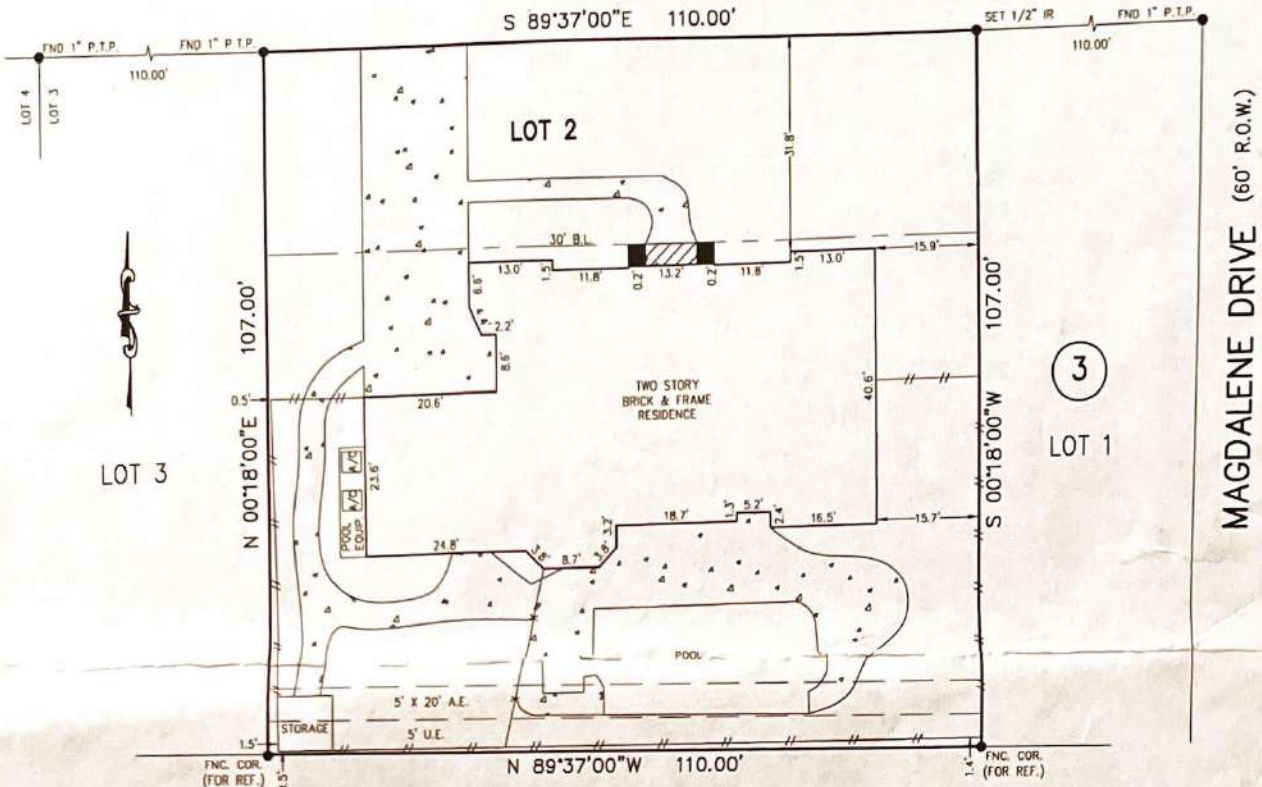 S 89°37'00"E 110.00'
FND 1" P.T.P. FND 1" P.T.P.
110.00'
SET 1/2" IR FND 1" P.T.P.
110.00'
LOT 4
LOT 3
LOT 2
31.8'
30' B.L.
13.0'
1.5'
11.8'
0.2'
13.2'
0.2'
11.8'
1.5'
13.0'
15.9'
6.6'
2.2'
8.6'
N 00°18'00"E 107.00'
0.5'
20.6'
TWO STORY
BRICK & FRAME
RESIDENCE
40.6'
S 00°18'00"W 107.00'
3
LOT 1
MAGDALENE DRIVE (60' R.O.W.)
LOT 3
A/C
A/C
POOL
EQUIP.
23.6'
24.8'
3.8'
8.7'
3.8'
3.2'
18.7'
1.3'
5.2'
2.4'
16.5'
15.7'
POOL
5' X 20' A.E.
5' U.E.
STORAGE
1.5'
FNC. COR.
(FOR REF.)
N 89°37'00"W 110.00'
1.4'
FNC. COR.
(FOR REF.)